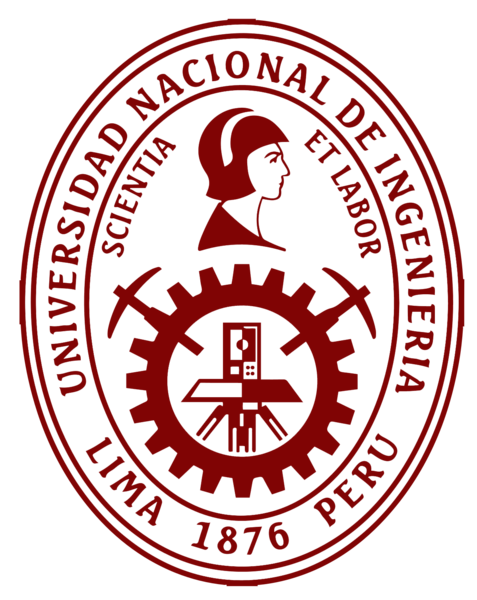 UNIVERSIDAD NACIONAL DE INGENIERIA
SCIENTIA
ET LABOR
LIMA 1876 PERU